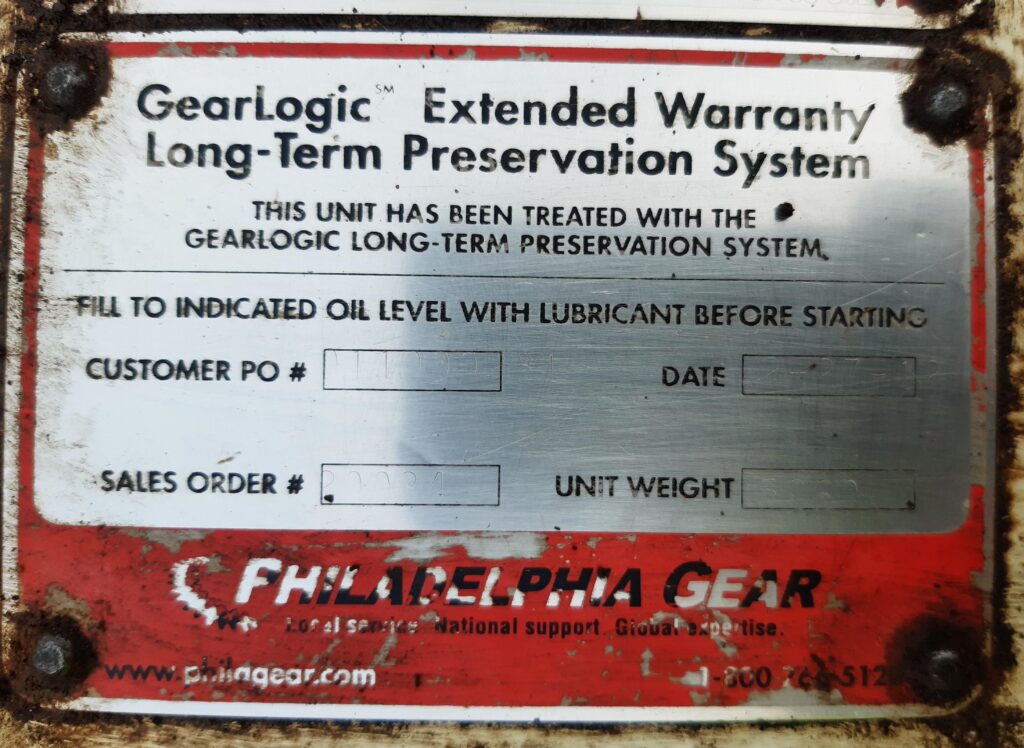 GearLogic℠ Extended Warranty
Long-Term Preservation System
THIS UNIT HAS BEEN TREATED WITH THE
GEARLOGIC LONG-TERM PRESERVATION SYSTEM.
FILL TO INDICATED OIL LEVEL WITH LUBRICANT BEFORE STARTING
CUSTOMER PO # DATE
SALES ORDER # UNIT WEIGHT
PHILADELPHIA GEAR
Local service. National support. Global expertise.
www.philagear.com 1-800